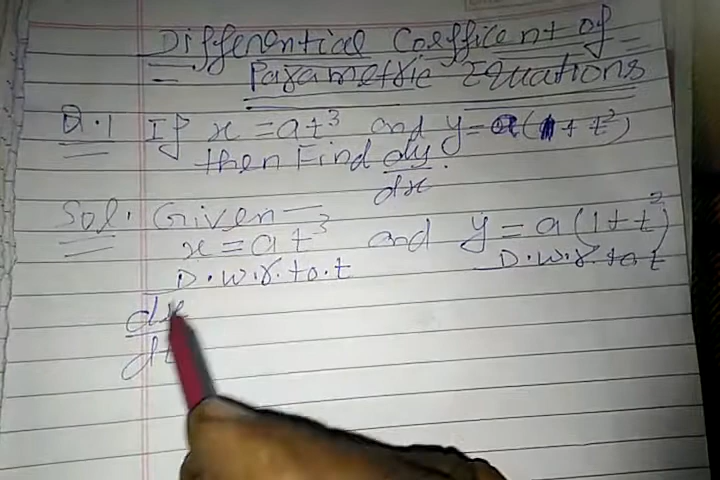 Differential Coefficent of
Parametric Equations
Q.1 If x = at³ and y = a(1 + t²)
then Find dy/dx.
Sol. Given —
x = at³ and y = a(1 + t²)
D.w.r.to.t D.w.r.to t
dx/dt